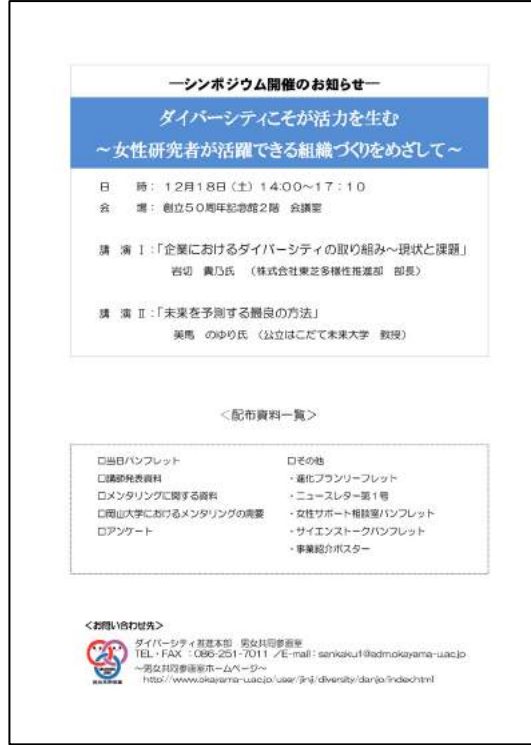 ―シンポジウム開催のお知らせ―
ダイバーシティこそが活力を生む
～女性研究者が活躍できる組織づくりをめざして～
日　時：12月18日（土）14:00～17：10
会　場：創立50周年記念館2階　会議室
講　演Ⅰ：「企業におけるダイバーシティの取り組み～現状と課題」
岩切　貴乃氏　（株式会社東芝多様性推進部　部長）
講　演Ⅱ：「未来を予測する最良の方法」
美馬　のゆり氏　（公立はこだて未来大学　教授）
＜配布資料一覧＞
□当日パンフレット
□講師発表資料
□メンタリングに関する資料
□岡山大学におけるメンタリングの概要
□アンケート
□その他
・進化プランリーフレット
・ニュースレター第1号
・女性サポート相談室パンフレット
・サイエンストークパンフレット
・事業紹介ポスター
＜お問い合わせ先＞
ダイバーシティ推進本部　男女共同参画室
TEL・FAX：086-251-7011／E-mail：sankaku1@adm.okayama-u.ac.jp
～男女共同参画室ホームページ～
http://www.okayama-u.ac.jp/user/jinji/diversity/danjo/index.html